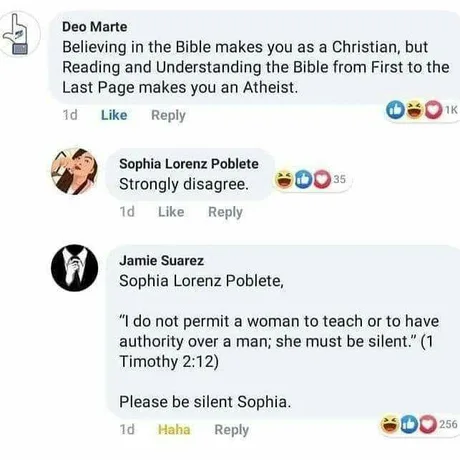 Deo Marte
Believing in the Bible makes you as a Christian, but
Reading and Understanding the Bible from First to the
Last Page makes you an Atheist.
1d Like Reply 1K
Sophia Lorenz Poblete
Strongly disagree.
35
1d Like Reply
Jamie Suarez
Sophia Lorenz Poblete,
“I do not permit a woman to teach or to have
authority over a man; she must be silent.” (1
Timothy 2:12)
Please be silent Sophia.
1d Haha Reply 256